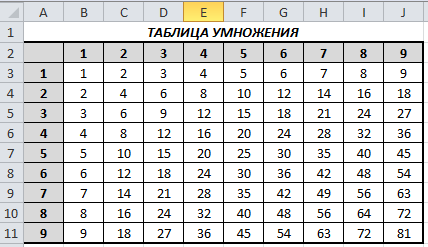 A B C D E F G H I J
1 ТАБЛИЦА УМНОЖЕНИЯ
2 1 2 3 4 5 6 7 8 9
3 1 1 2 3 4 5 6 7 8 9
4 2 2 4 6 8 10 12 14 16 18
5 3 3 6 9 12 15 18 21 24 27
6 4 4 8 12 16 20 24 28 32 36
7 5 5 10 15 20 25 30 35 40 45
8 6 6 12 18 24 30 36 42 48 54
9 7 7 14 21 28 35 42 49 56 63
10 8 8 16 24 32 40 48 56 64 72
11 9 9 18 27 36 45 54 63 72 81